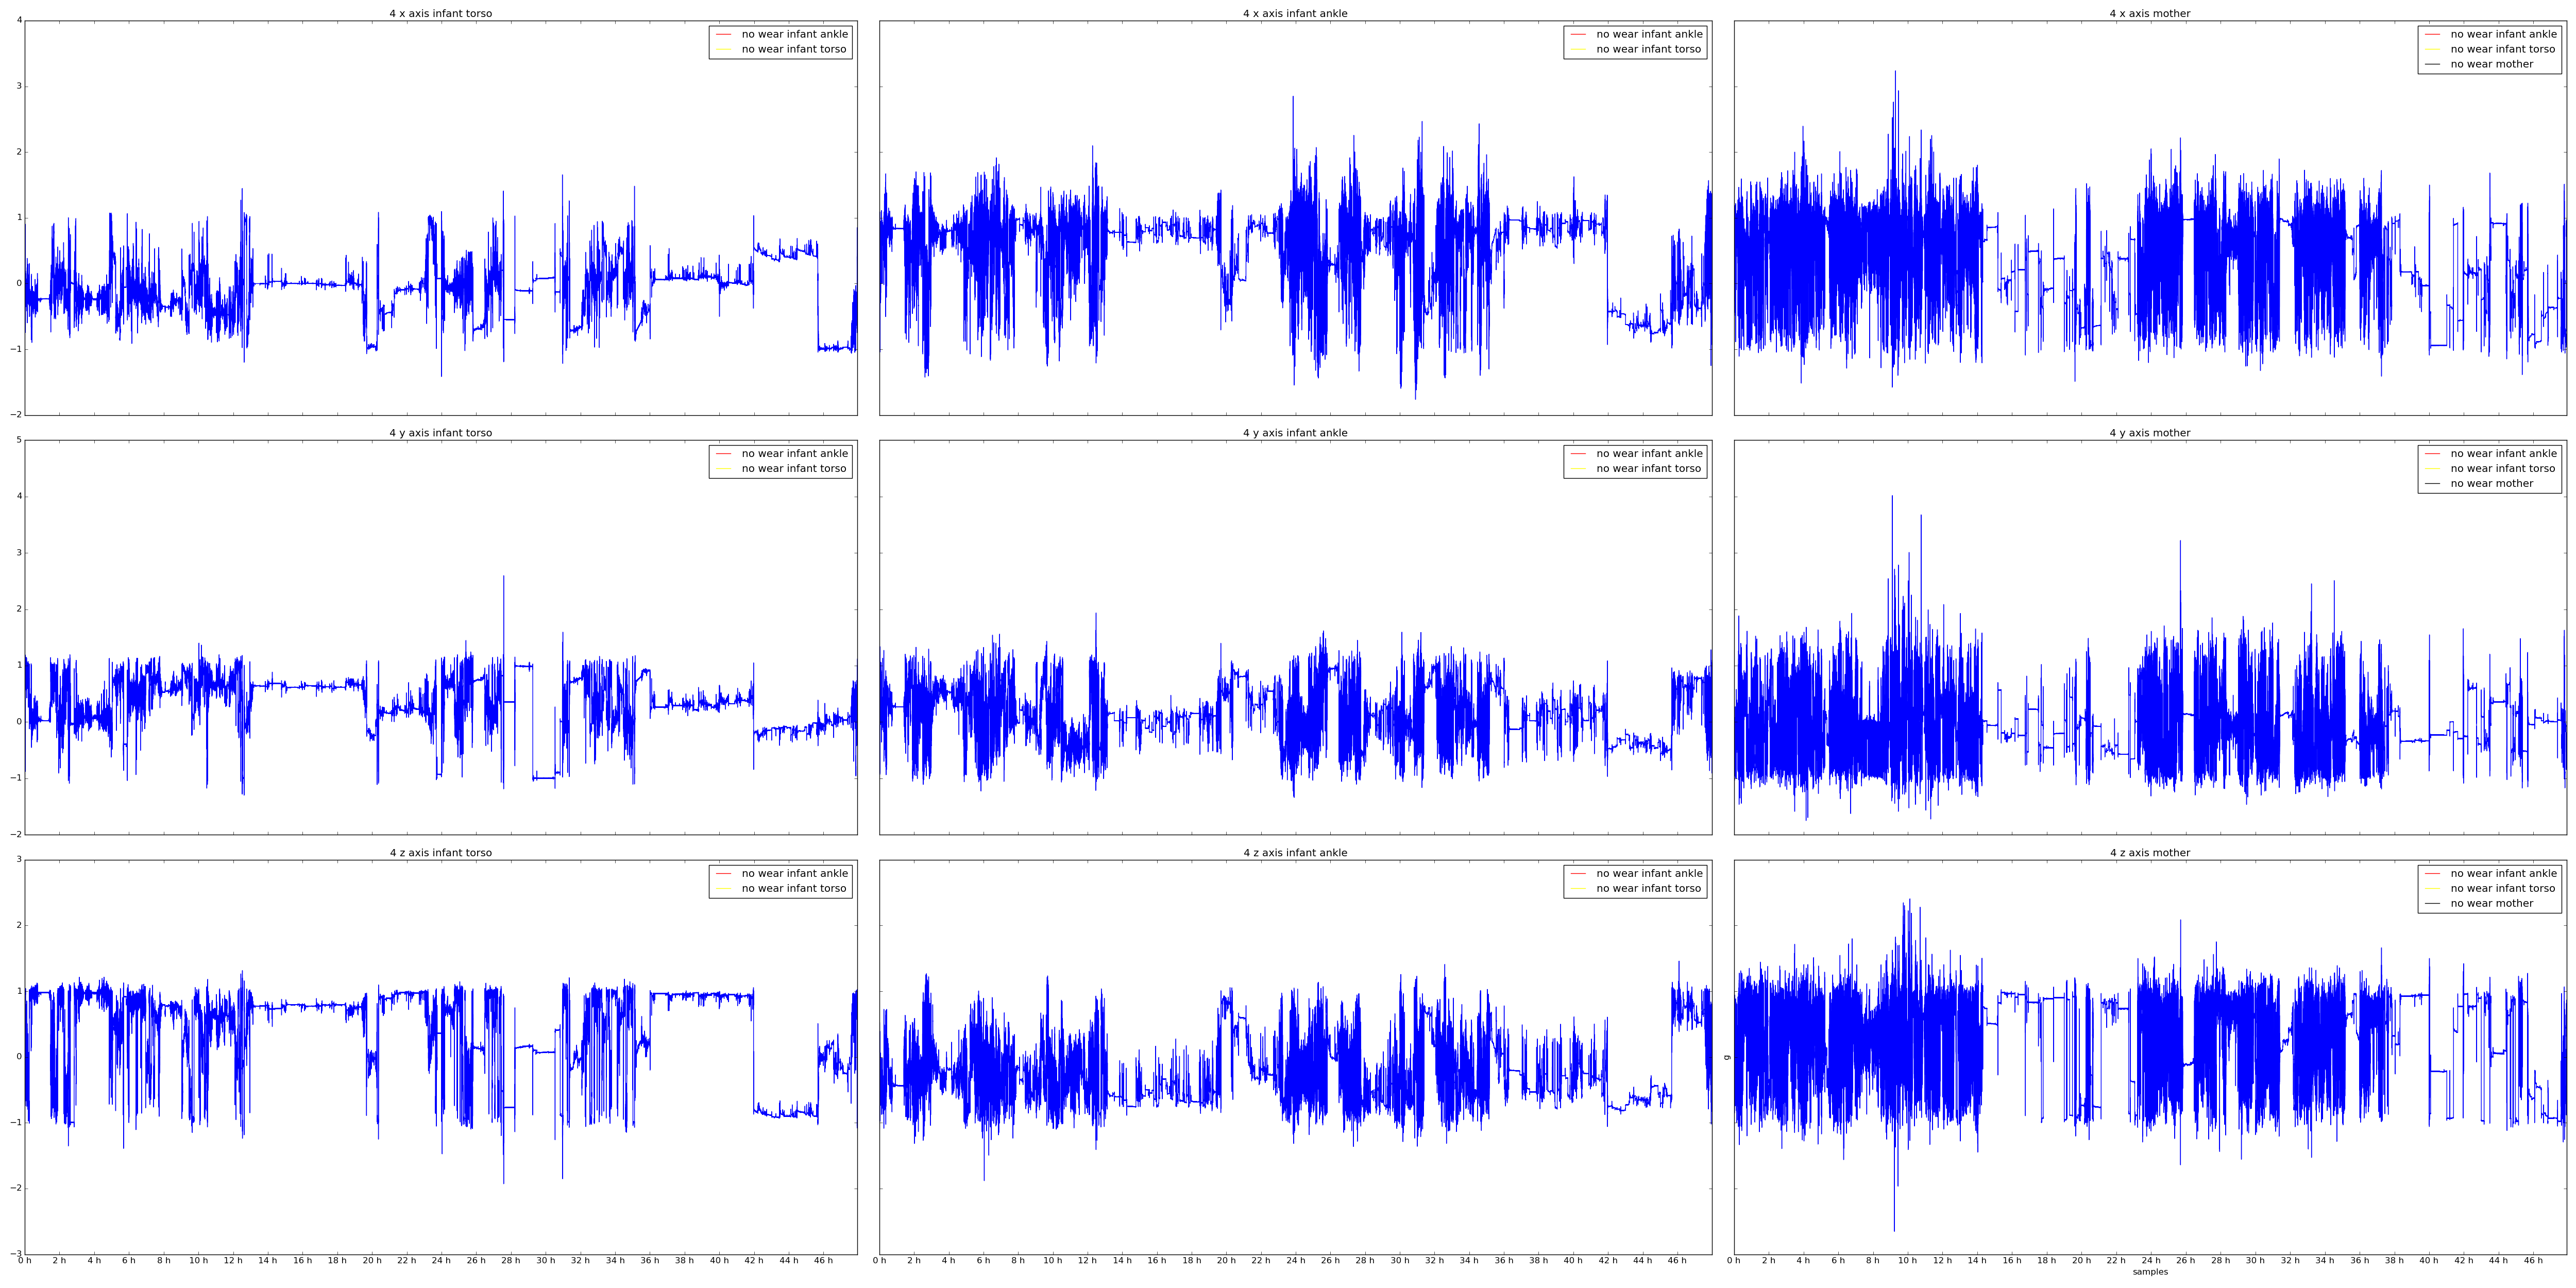 4 x axis infant torso
4 x axis infant ankle
4 x axis mother
4
3
2
1
0
−1
−2
no wear infant ankle
no wear infant torso
no wear infant ankle
no wear infant torso
no wear infant ankle
no wear infant torso
no wear mother
4 y axis infant torso
4 y axis infant ankle
4 y axis mother
5
4
3
2
1
0
−1
−2
no wear infant ankle
no wear infant torso
no wear infant ankle
no wear infant torso
no wear infant ankle
no wear infant torso
no wear mother
4 z axis infant torso
4 z axis infant ankle
4 z axis mother
3
2
1
0
−1
−2
−3
no wear infant ankle
no wear infant torso
no wear infant ankle
no wear infant torso
no wear infant ankle
no wear infant torso
no wear mother
g
0 h 2 h 4 h 6 h 8 h 10 h 12 h 14 h 16 h 18 h 20 h 22 h 24 h 26 h 28 h 30 h 32 h 34 h 36 h 38 h 40 h 42 h 44 h 46 h
0 h 2 h 4 h 6 h 8 h 10 h 12 h 14 h 16 h 18 h 20 h 22 h 24 h 26 h 28 h 30 h 32 h 34 h 36 h 38 h 40 h 42 h 44 h 46 h
0 h 2 h 4 h 6 h 8 h 10 h 12 h 14 h 16 h 18 h 20 h 22 h 24 h 26 h 28 h 30 h 32 h 34 h 36 h 38 h 40 h 42 h 44 h 46 h
samples